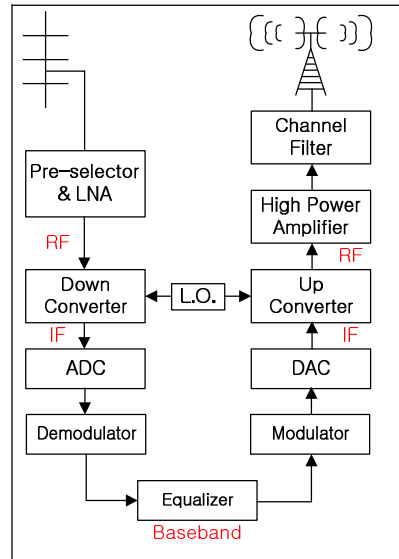 Pre-selector
& LNA
RF
Down
Converter
IF
ADC
Demodulator
Equalizer
Baseband
L.O.
Channel
Filter
High Power
Amplifier
RF
Up
Converter
IF
DAC
Modulator